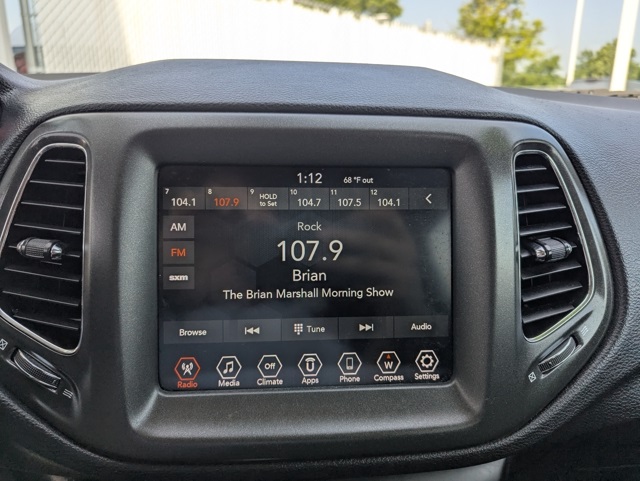 1:12 68 °F out
7 8 9 10 11 12
104.1 107.9 HOLD to Set 104.7 107.5 104.1
AM
FM
sxm
Rock
107.9
Brian
The Brian Marshall Morning Show
Browse Tune Audio
Off W
Radio Media Climate Apps Phone Compass Settings